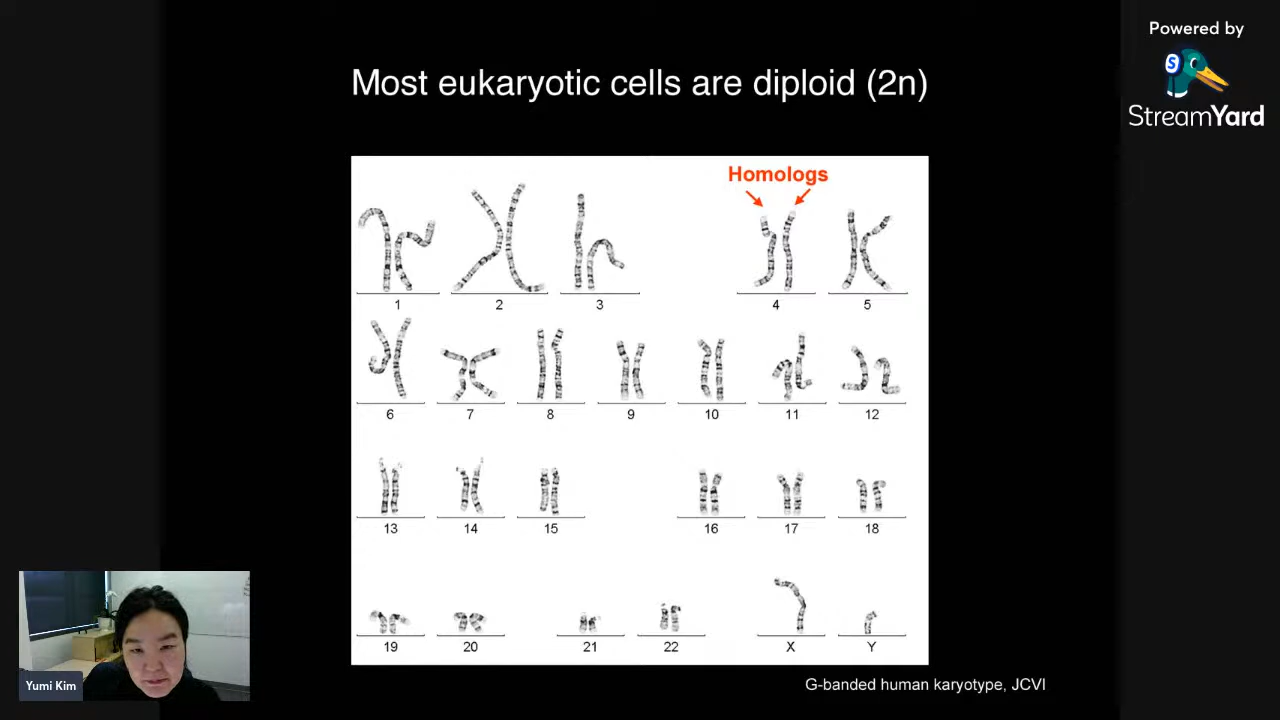 Powered by
StreamYard
Most eukaryotic cells are diploid (2n)
Homologs
1 2 3 4 5
6 7 8 9 10 11 12
13 14 15 16 17 18
19 20 21 22 X Y
Yumi Kim
G-banded human karyotype, JCVI